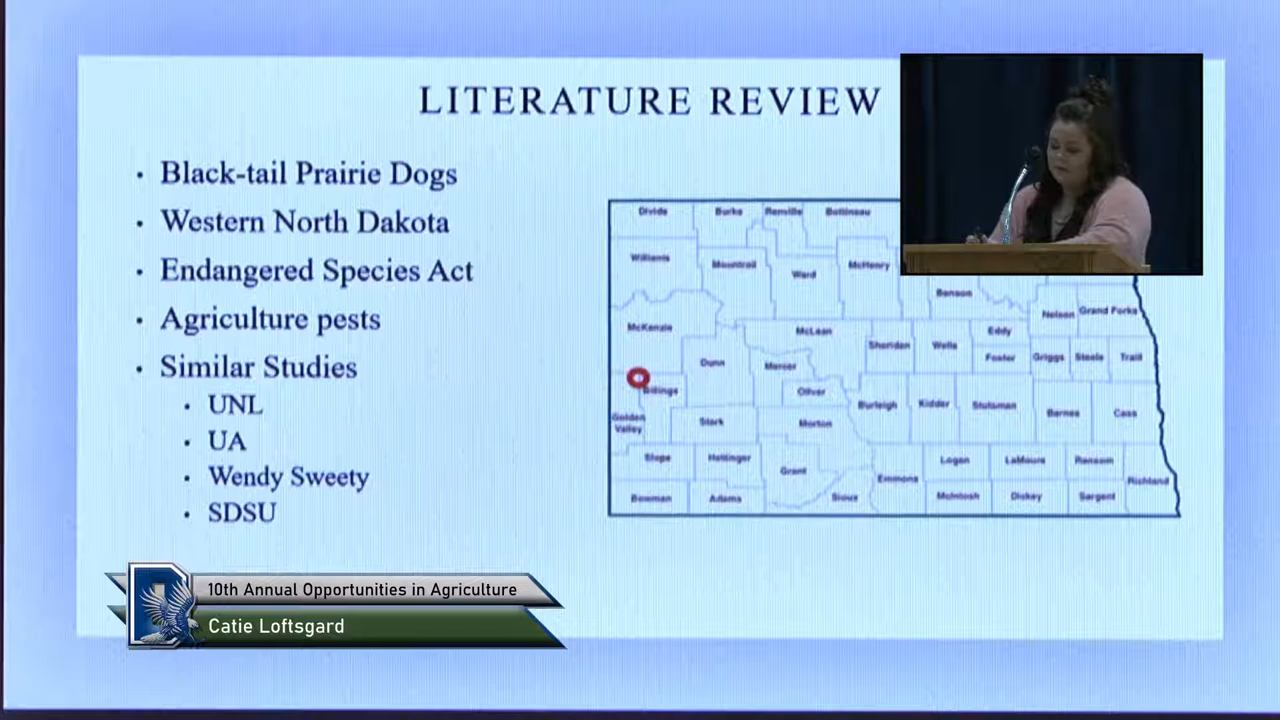 LITERATURE REVIEW
• Black-tail Prairie Dogs
• Western North Dakota
• Endangered Species Act
• Agriculture pests
• Similar Studies
• UNL
• UA
• Wendy Sweety
• SDSU
Divide
Burke
Renville
Bottineau
Williams
Mountrail
Ward
McHenry
Benson
Nelson
Grand Forks
McKenzie
McLean
Sheridan
Wells
Eddy
Foster
Griggs
Steele
Traill
Dunn
Mercer
Oliver
Billings
Golden
Valley
Stark
Morton
Burleigh
Kidder
Stutsman
Barnes
Cass
Slope
Hettinger
Grant
Emmons
Logan
LaMoure
Ransom
Richland
Bowman
Adams
Sioux
McIntosh
Dickey
Sargent
10th Annual Opportunities in Agriculture
Catie Loftsgard